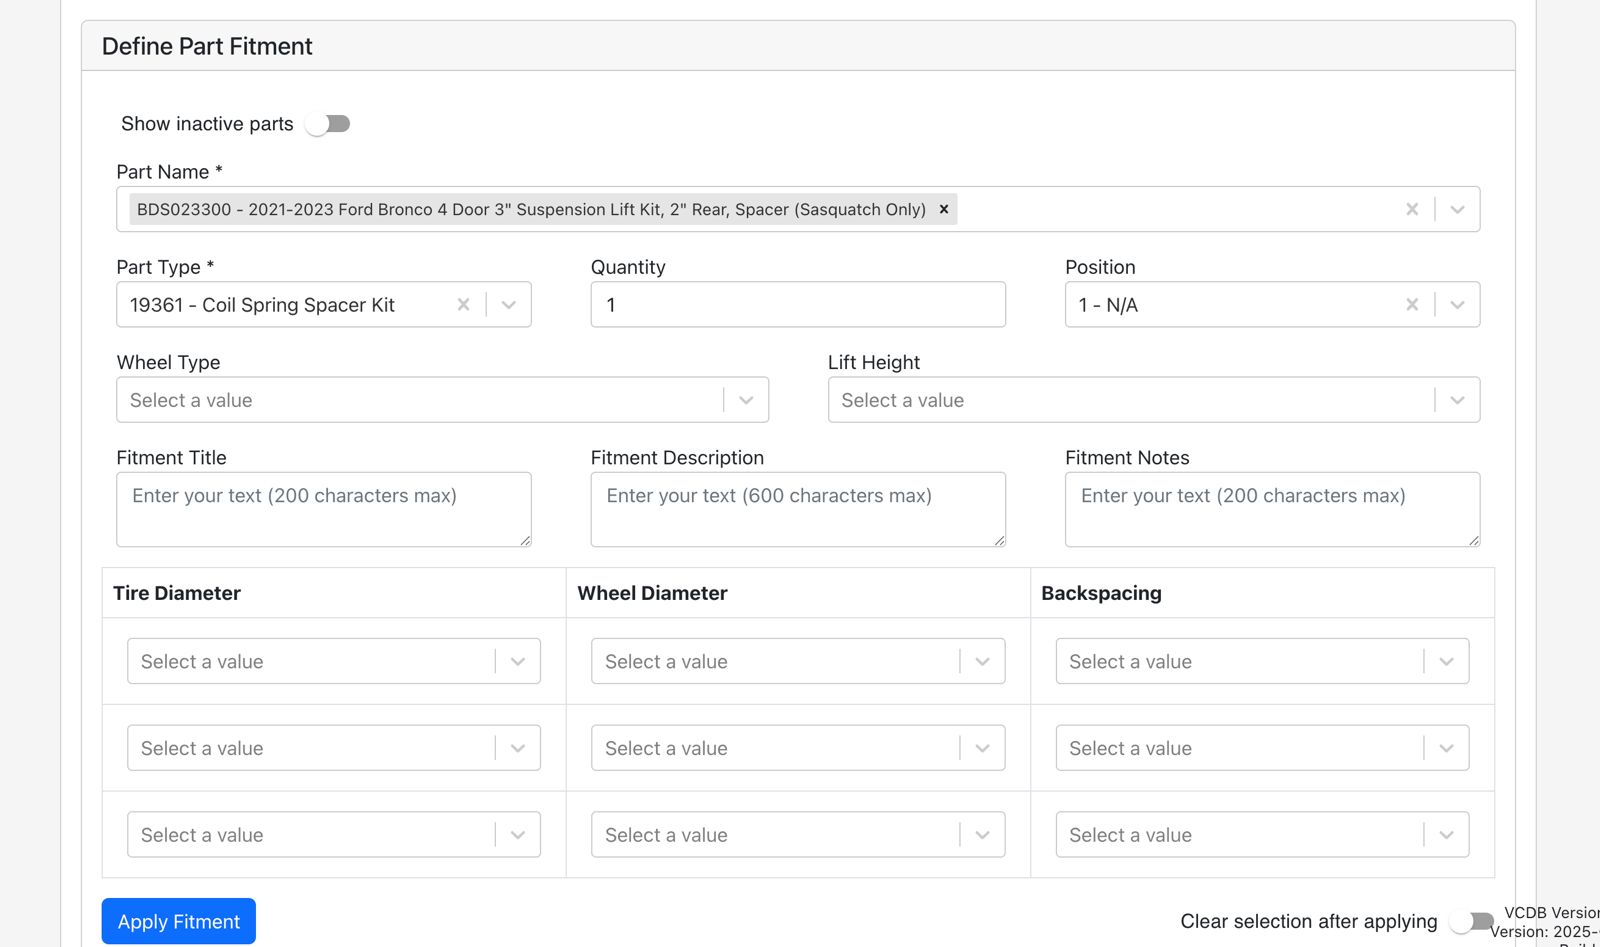 Define Part Fitment
Show inactive parts
Part Name *
BDS023300 - 2021-2023 Ford Bronco 4 Door 3" Suspension Lift Kit, 2" Rear, Spacer (Sasquatch Only)
Part Type * Quantity Position
19361 - Coil Spring Spacer Kit 1 1 - N/A
Wheel Type Lift Height
Select a value Select a value
Fitment Title Fitment Description Fitment Notes
Enter your text (200 characters max) Enter your text (600 characters max) Enter your text (200 characters max)
Tire Diameter Wheel Diameter Backspacing
Select a value Select a value Select a value
Select a value Select a value Select a value
Select a value Select a value Select a value
Apply Fitment Clear selection after applying
VCDB Version
Version: 2025-